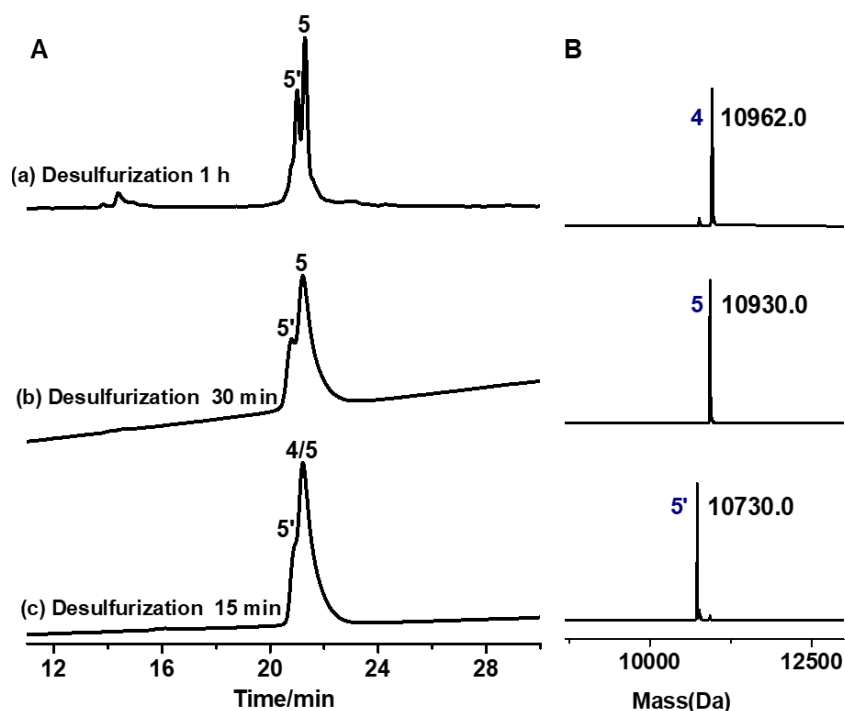 A
5
5'
(a) Desulfurization 1 h
5
5'
(b) Desulfurization 30 min
4/5
5'
(c) Desulfurization 15 min
12 16 20 24 28
Time/min
B
4 10962.0
5 10930.0
5' 10730.0
10000 12500
Mass(Da)